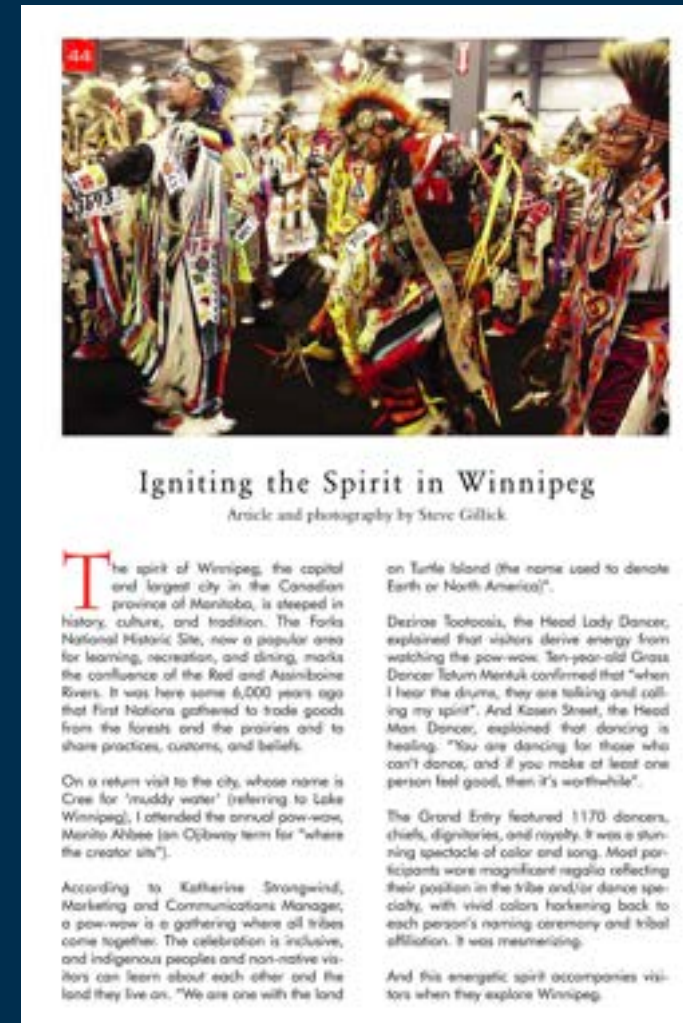 44
Igniting the Spirit in Winnipeg
Article and photography by Steve Gillick
The spirit of Winnipeg, the capital
and largest city in the Canadian
province of Manitoba, is steeped in
history, culture, and tradition. The Forks
National Historic Site, now a popular area
for learning, recreation, and dining, marks
the confluence of the Red and Assiniboine
Rivers. It was here some 6,000 years ago
that First Nations gathered to trade goods
from the forests and the prairies and to
share practices, customs, and beliefs.
On a return visit to the city, whose name is
Cree for 'muddy water' (referring to Lake
Winnipeg), I attended the annual pow-wow,
Manito Ahbee (an Ojibway term for "where
the creator sits").
According to Katherine Strongwind,
Marketing and Communications Manager,
a pow-wow is a gathering where all tribes
come together. The celebration is inclusive,
and indigenous peoples and non-native vis-
itors can learn about each other and the
land they live on. "We are one with the land
on Turtle Island (the name used to denote
Earth or North America)".
Dezirae Tootoosis, the Head Lady Dancer,
explained that visitors derive energy from
watching the pow-wow. Ten-year-old Grass
Dancer Tatum Mentuk confirmed that "when
I hear the drums, they are talking and call-
ing my spirit". And Kasen Street, the Head
Man Dancer, explained that dancing is
healing. "You are dancing for those who
can't dance, and if you make at least one
person feel good, then it's worthwhile".
The Grand Entry featured 1170 dancers,
chiefs, dignitaries, and royalty. It was a stun-
ning spectacle of color and song. Most par-
ticipants wore magnificent regalia reflecting
their position in the tribe and/or dance spe-
cialty, with vivid colors harkening back to
each person's naming ceremony and tribal
affiliation. It was mesmerizing.
And this energetic spirit accompanies visi-
tors when they explore Winnipeg.